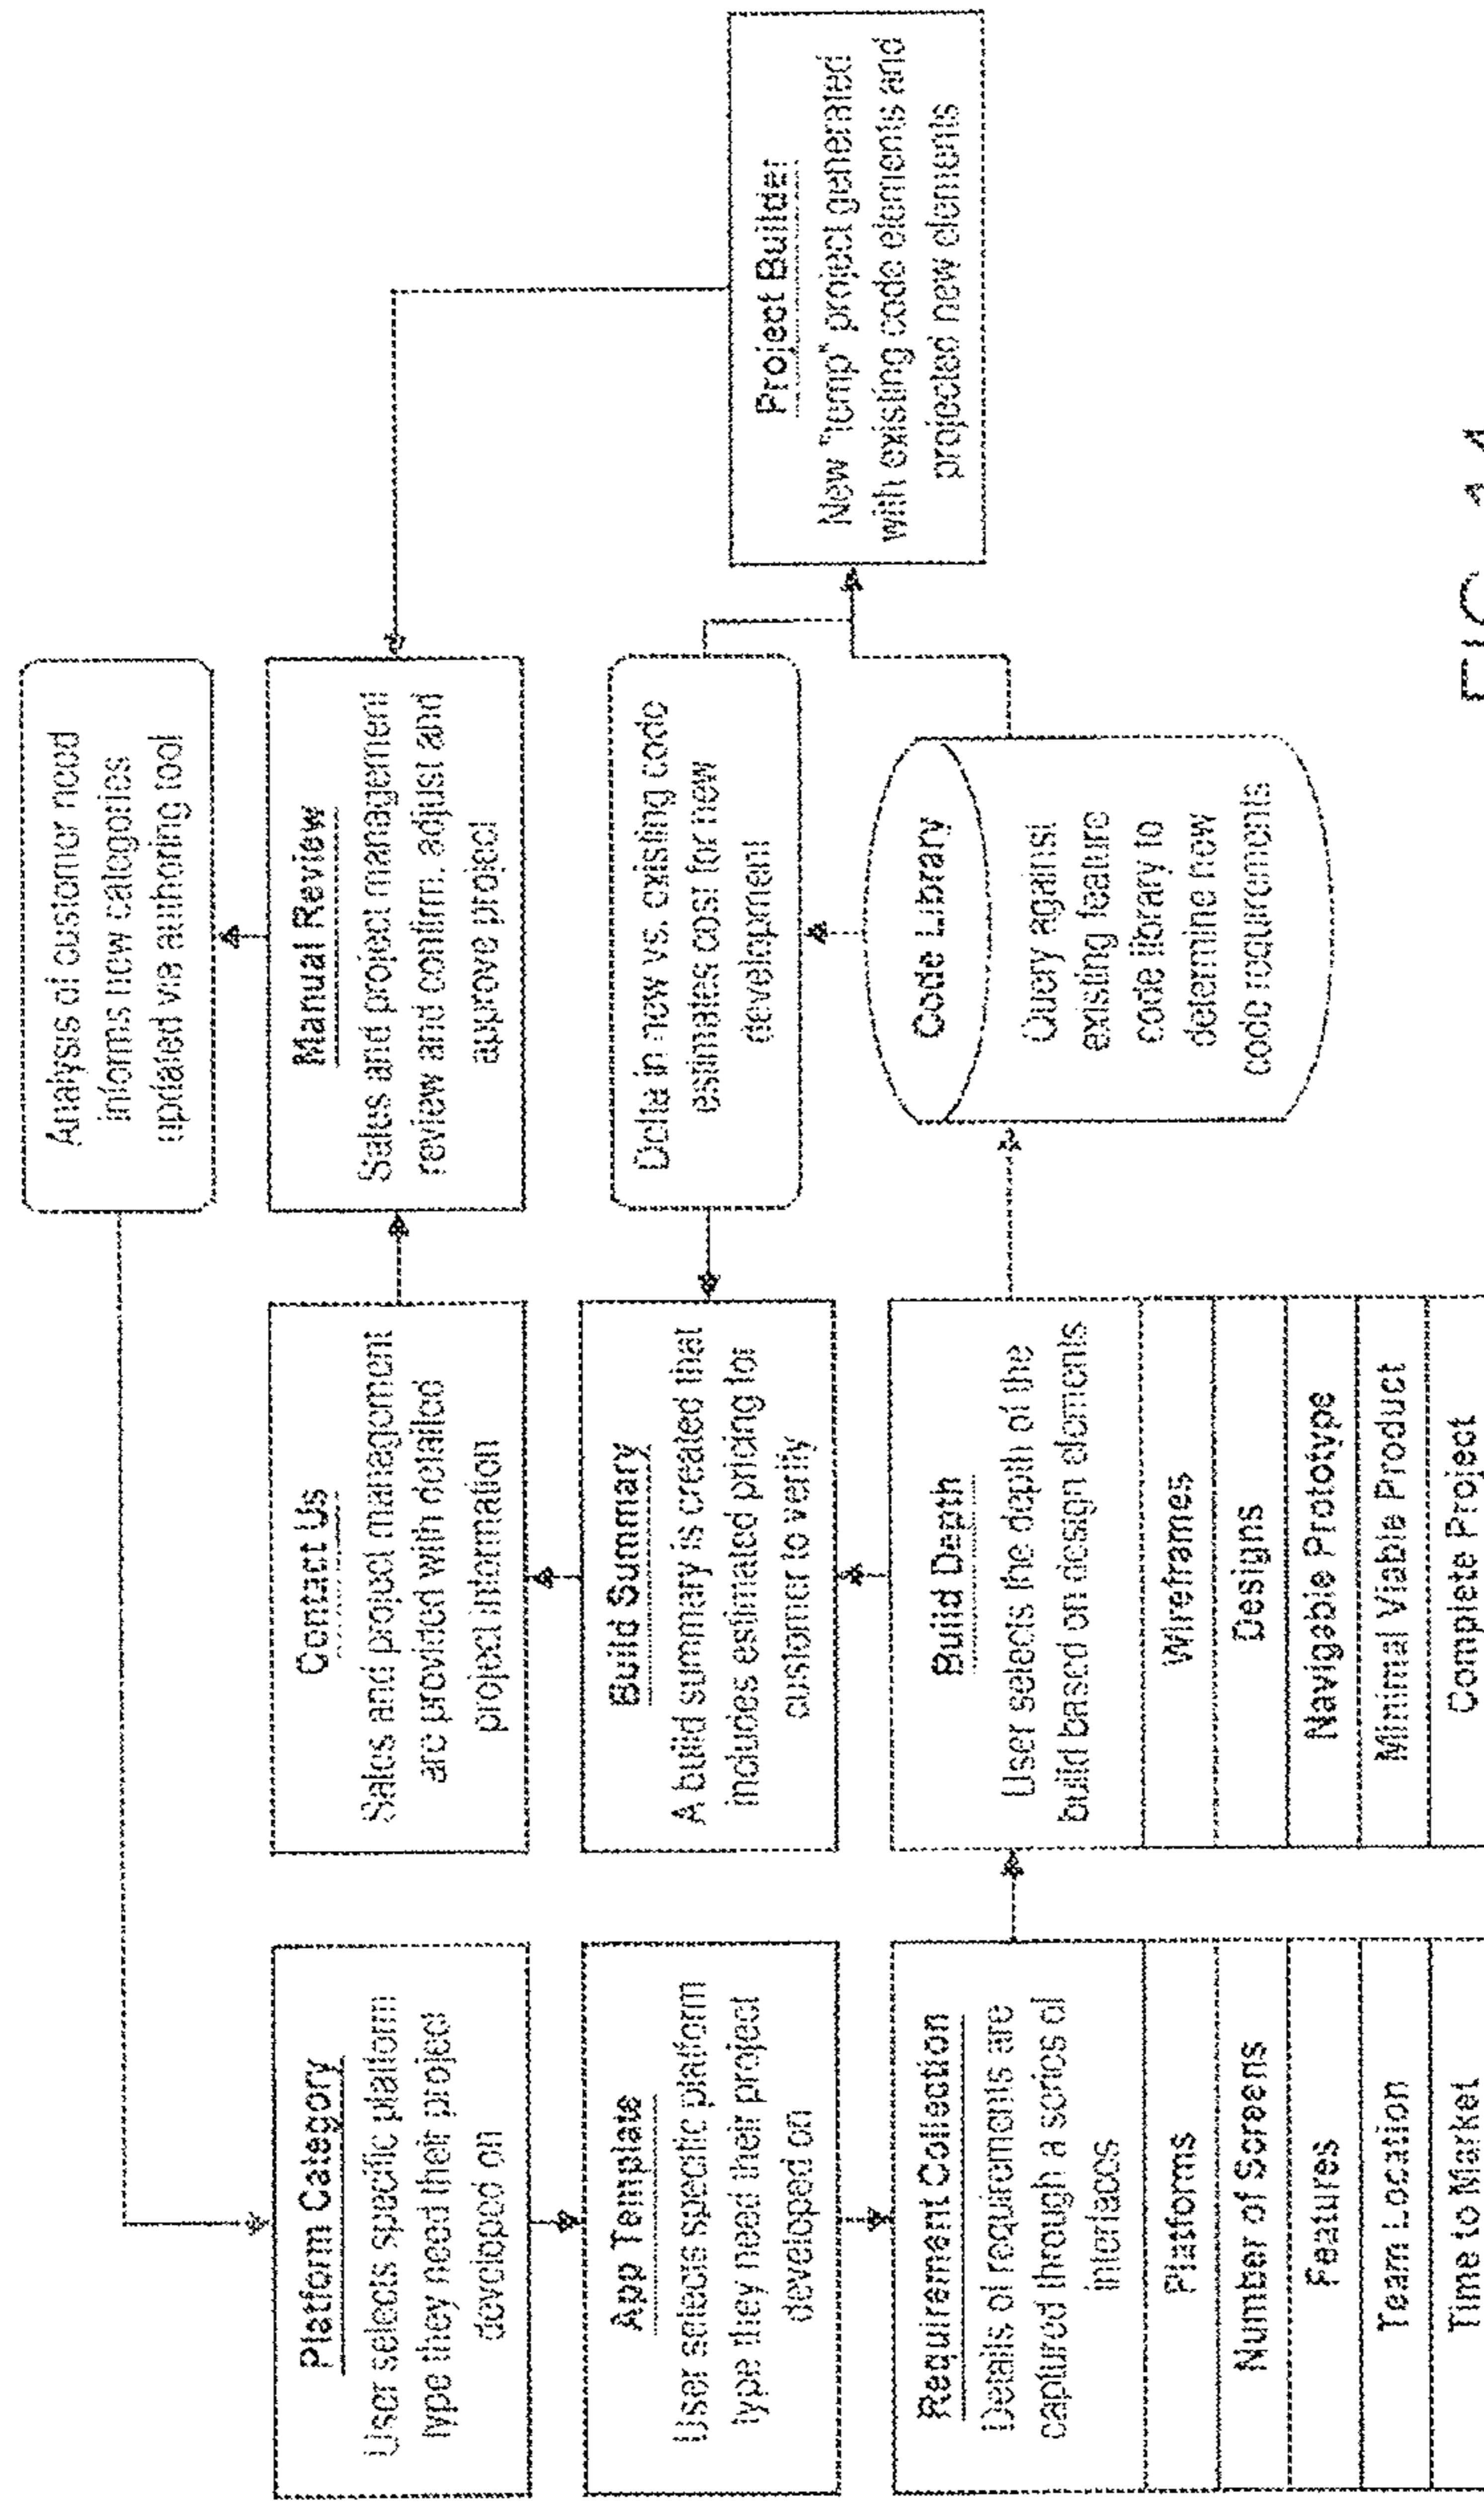 Analysis of customer need
informs new categories
updated via authoring tool
Platform Category
User selects specific platform
type they need their project
developed on
Contact Us
Sales and project management
are provided with detailed
project information
Manual Review
Sales and project management
review and confirm, adjust and
approve project
App Template
User selects specific platform
type they need their project
developed on
Build Summary
A build summary is created that
includes estimated pricing for
customer to verify
Delta in new vs. existing code
estimates cost for new
development
Project Builder
New "temp" project generated
with existing code elements and
projected new elements
Requirement Collection
Details of requirements are
captured through a series of
interfaces
Platforms
Number of Screens
Features
Team Location
Time to Market
Build Depth
User selects the depth of the
build based on design elements
Wireframes
Designs
Navigable Prototype
Minimal Viable Product
Complete Project
Code Library
Query against
existing feature
code library to
determine new
code requirements